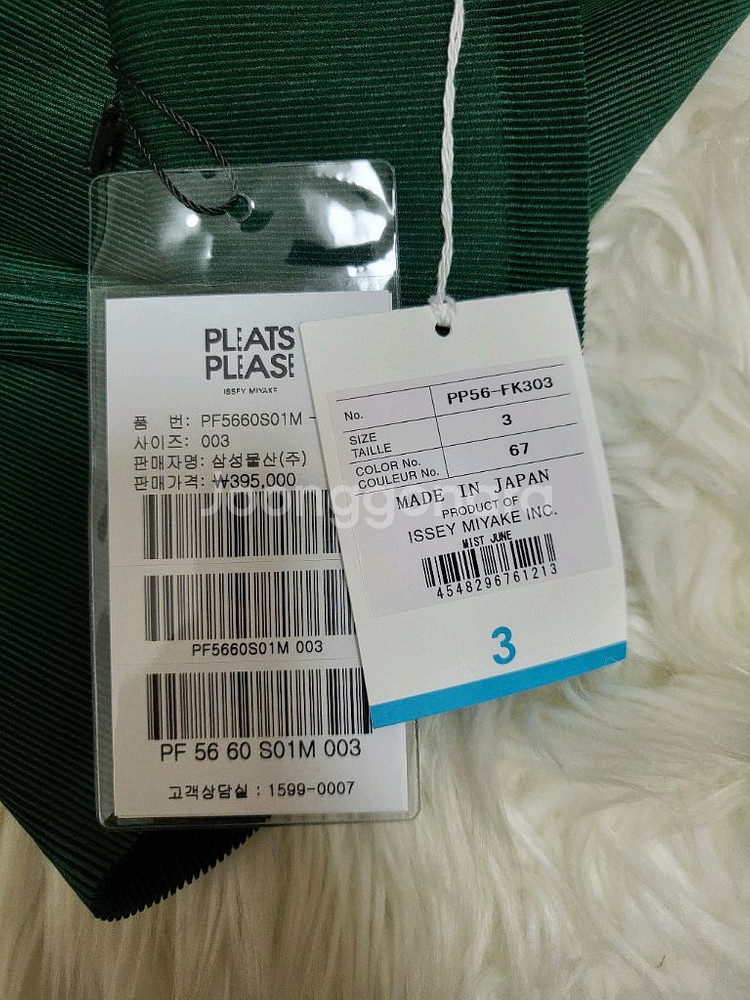 PLEATS
PLEASE
ISSEY MIYAKE
품 번: PF5660S01M -
사이즈: 003
판매자명: 삼성물산(주)
판매가격: ₩395,000
PF5660S01M 003
PF 56 60 S01M 003
고객상담실 : 1599-0007
No. PP56-FK303
SIZE
TAILLE 3
COLOR No.
COULEUR No. 67
MADE IN JAPAN
PRODUCT OF
ISSEY MIYAKE INC.
MIST JUNE
4548296761213
3
Joonggonara